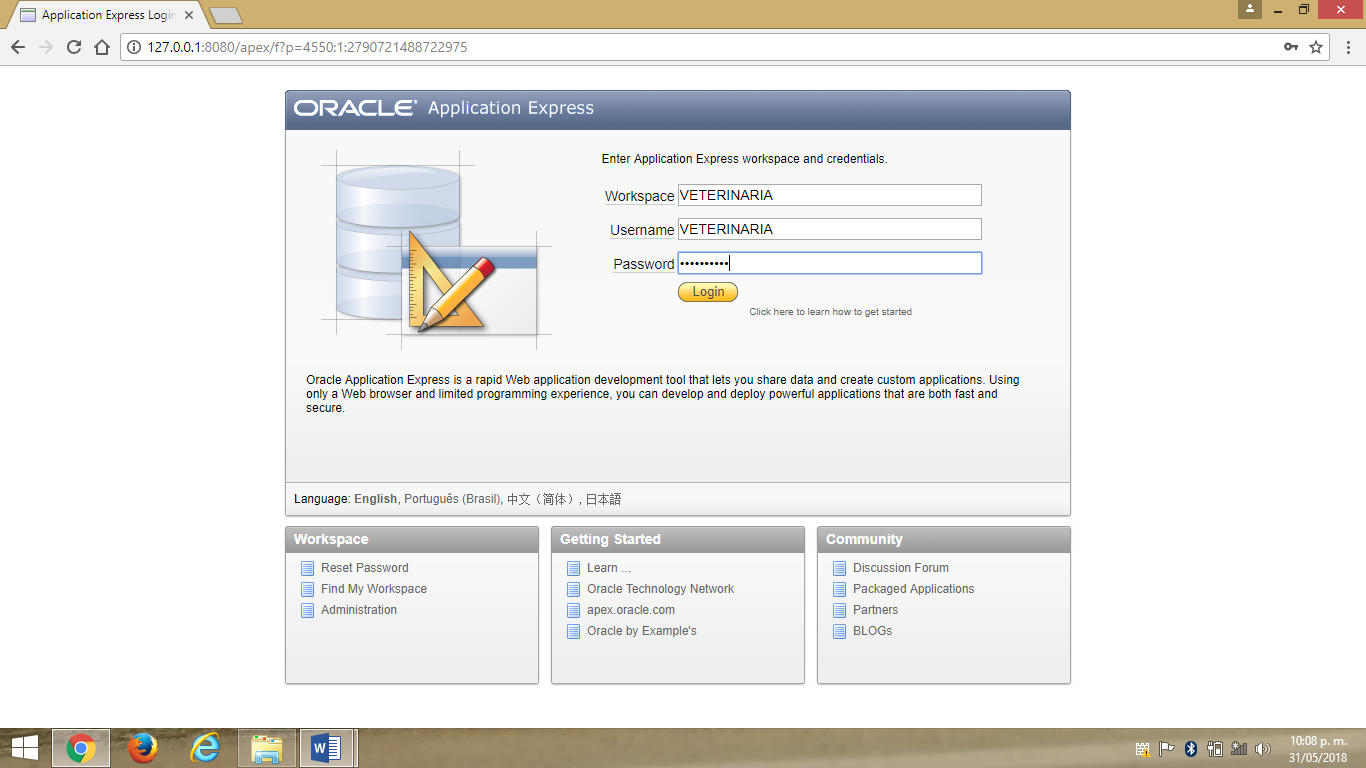 Application Express Login
127.0.0.1:8080/apex/f?p=4550:1:2790721488722975
ORACLE Application Express
Enter Application Express workspace and credentials.
Workspace VETERINARIA
Username VETERINARIA
Password ••••••••••
Login
Click here to learn how to get started
Oracle Application Express is a rapid Web application development tool that lets you share data and create custom applications. Using
only a Web browser and limited programming experience, you can develop and deploy powerful applications that are both fast and
secure.
Language: English, Português (Brasil), 中文（简体）, 日本語
Workspace
Reset Password
Find My Workspace
Administration
Getting Started
Learn ...
Oracle Technology Network
apex.oracle.com
Oracle by Example's
Community
Discussion Forum
Packaged Applications
Partners
BLOGs
10:08 p. m.
31/05/2018